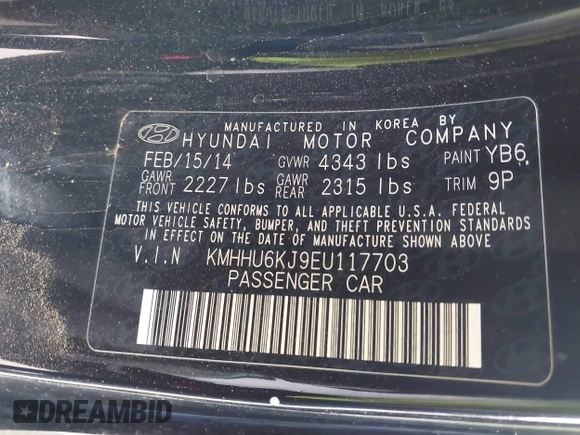 MANUFACTURED IN KOREA BY
HYUNDAI MOTOR COMPANY
FEB/15/14 GVWR 4343 lbs PAINT YB6
GAWR FRONT 2227 lbs GAWR REAR 2315 lbs TRIM 9P
THIS VEHICLE CONFORMS TO ALL APPLICABLE U.S.A. FEDERAL
MOTOR VEHICLE SAFETY, BUMPER, AND THEFT PREVENTION STANDARDS
IN EFFECT ON THE DATE OF MANUFACTURE SHOWN ABOVE.
V.I.N KMHHU6KJ9EU117703
PASSENGER CAR
DREAMBID